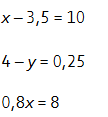 x – 3,5 = 10
4 – y = 0,25
0,8x = 8